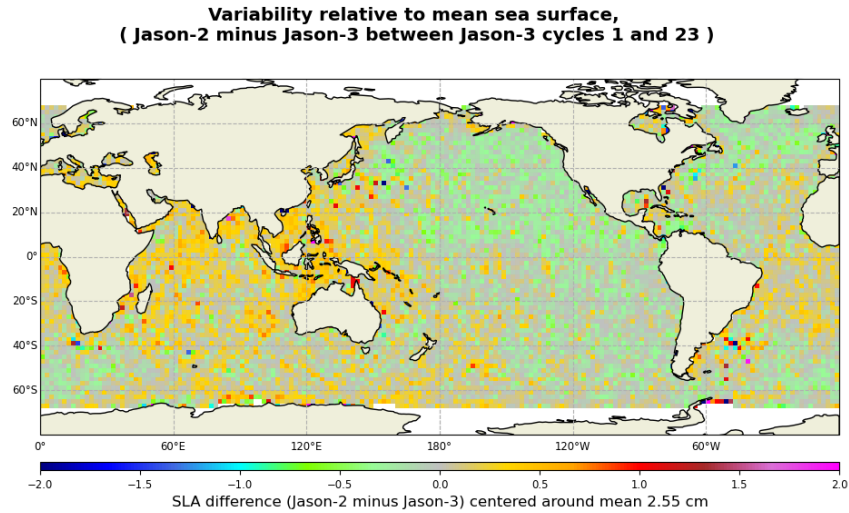 Variability relative to mean sea surface,
( Jason-2 minus Jason-3 between Jason-3 cycles 1 and 23 )
60°N
40°N
20°N
0°
20°S
40°S
60°S
0° 60°E 120°E 180° 120°W 60°W
−2.0 −1.5 −1.0 −0.5 0.0 0.5 1.0 1.5 2.0
SLA difference (Jason-2 minus Jason-3) centered around mean 2.55 cm